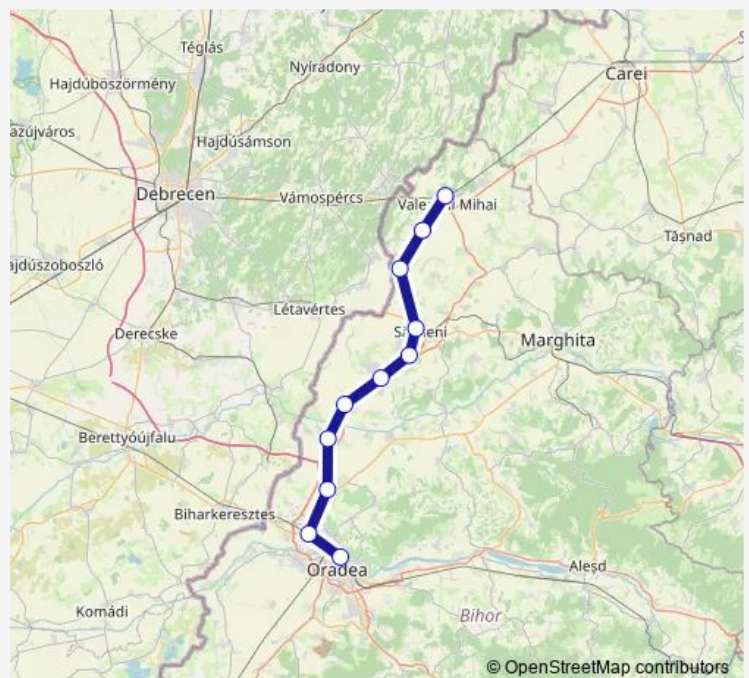 Téglás
Nyíradony
Carei
Hajdúböszörmény
azújváros
Hajdúsámson
Debrecen
Vámospércs
Mihai
Tășnad
ajdúszoboszló
Létavértes
Derecske
Marghita
Berettyóújfalu
Biharkeresztes
Oradea
Aleșd
Komádi
Bihor
© OpenStreetMap contributors